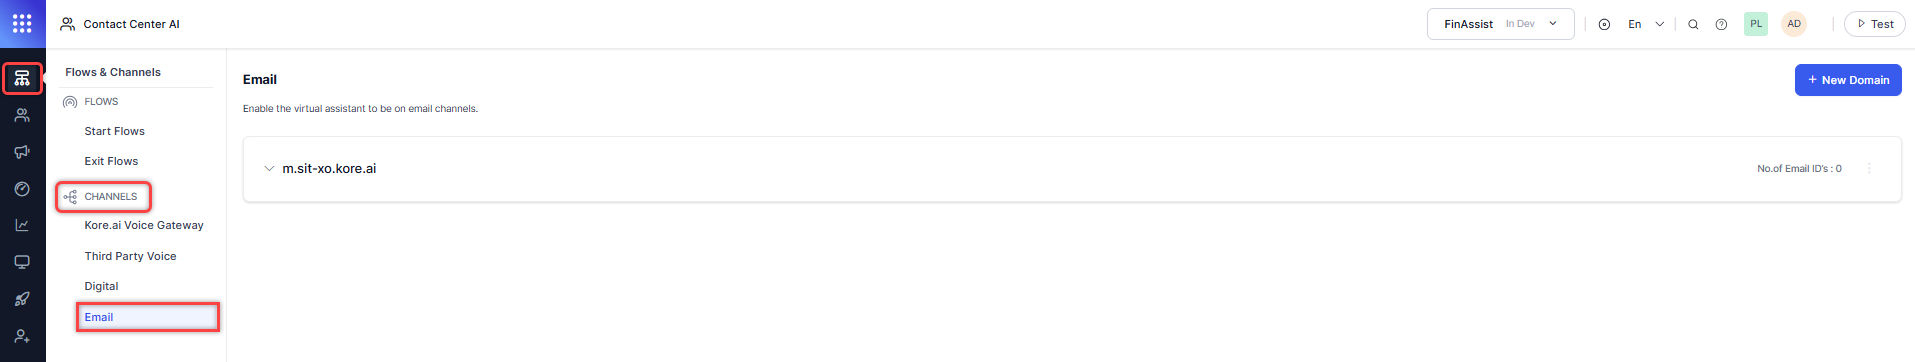 Contact Center AI
FinAssist In Dev
En
PL
AD
Test
Flows & Channels
FLOWS
Start Flows
Exit Flows
CHANNELS
Kore.ai Voice Gateway
Third Party Voice
Digital
Email
Email
+ New Domain
Enable the virtual assistant to be on email channels.
m.sit-xo.kore.ai
No.of Email ID's : 0